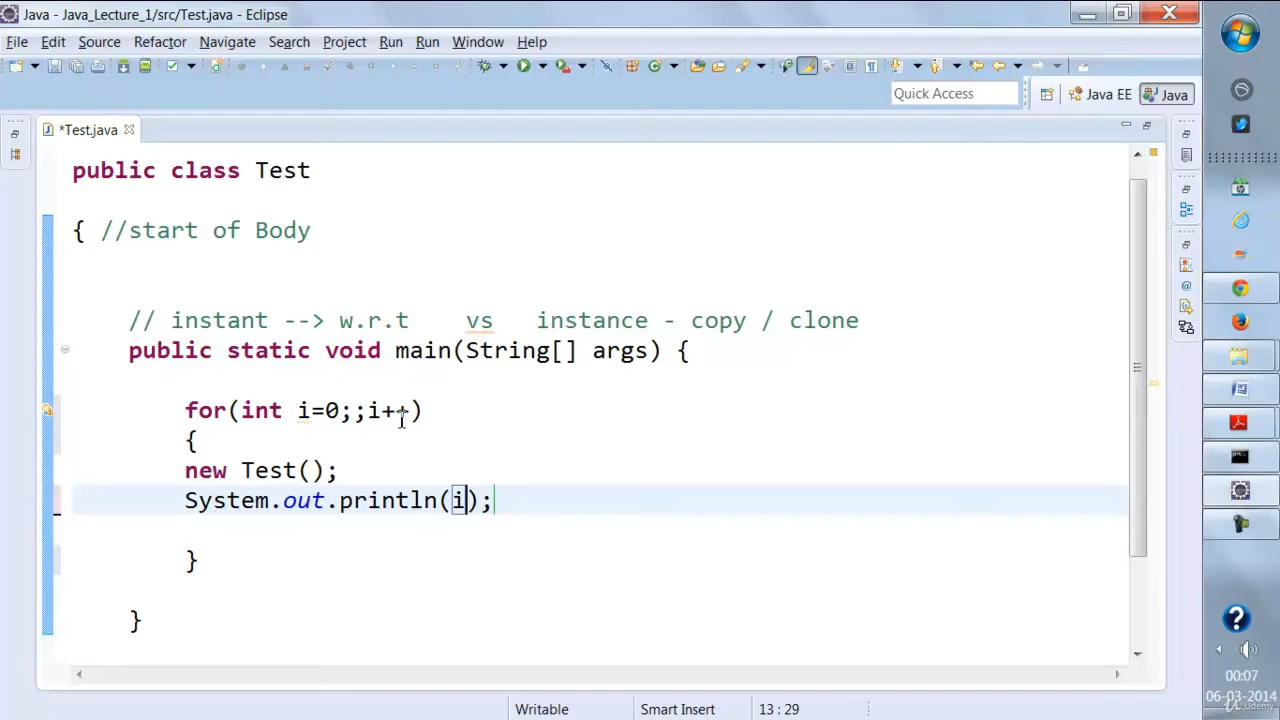 Java - Java_Lecture_1/src/Test.java - Eclipse
File Edit Source Refactor Navigate Search Project Run Run Window Help
Quick Access
Java EE
Java
*Test.java
public class Test
{ //start of Body
// instant --> w.r.t    vs   instance - copy / clone
public static void main(String[] args) {
for(int i=0;;i++)
{
new Test();
System.out.println(i);
}
}
Writable
Smart Insert
13 : 29
00:07
06-03-2014
Udemy